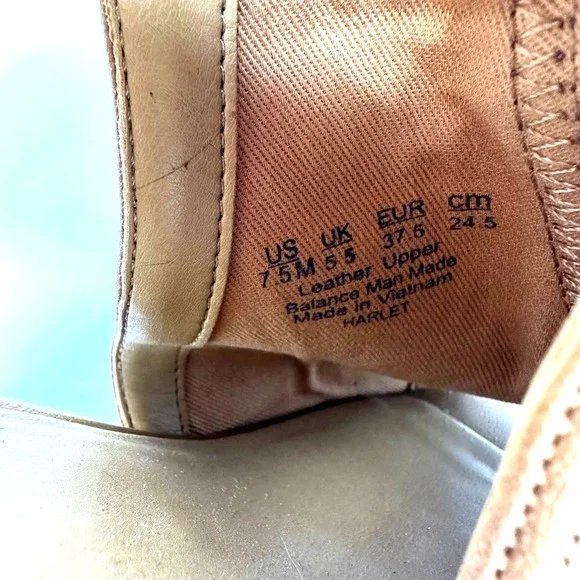 US UK EUR cm
7.5M 5.5 37.5 24.5
Leather Upper
Balance Man Made
Made in Vietnam
HARLET